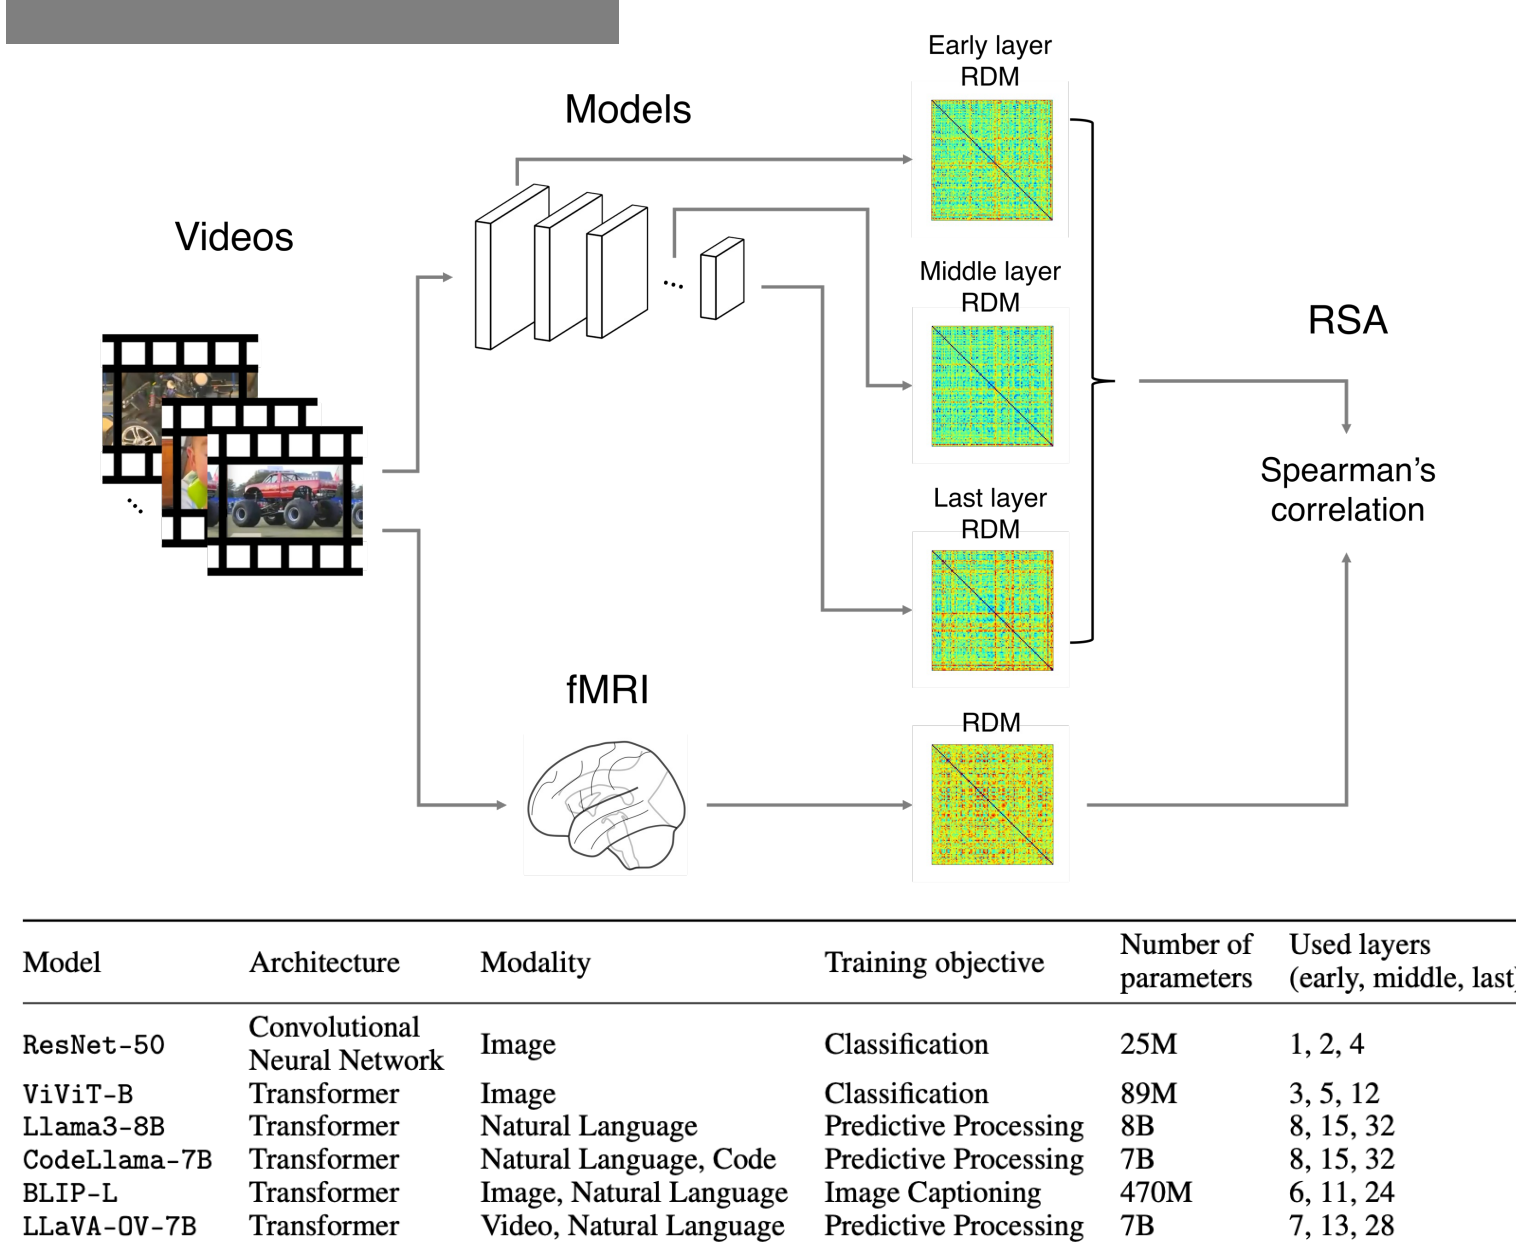 Early layer
RDM
Models
Videos
...
Middle layer
RDM
RSA
Spearman's
correlation
...
Last layer
RDM
fMRI
RDM
Model Architecture Modality Training objective Number of parameters Used layers (early, middle, last)
ResNet-50 Convolutional Neural Network Image Classification 25M 1, 2, 4
ViViT-B Transformer Image Classification 89M 3, 5, 12
Llama3-8B Transformer Natural Language Predictive Processing 8B 8, 15, 32
CodeLlama-7B Transformer Natural Language, Code Predictive Processing 7B 8, 15, 32
BLIP-L Transformer Image, Natural Language Image Captioning 470M 6, 11, 24
LLaVA-OV-7B Transformer Video, Natural Language Predictive Processing 7B 7, 13, 28